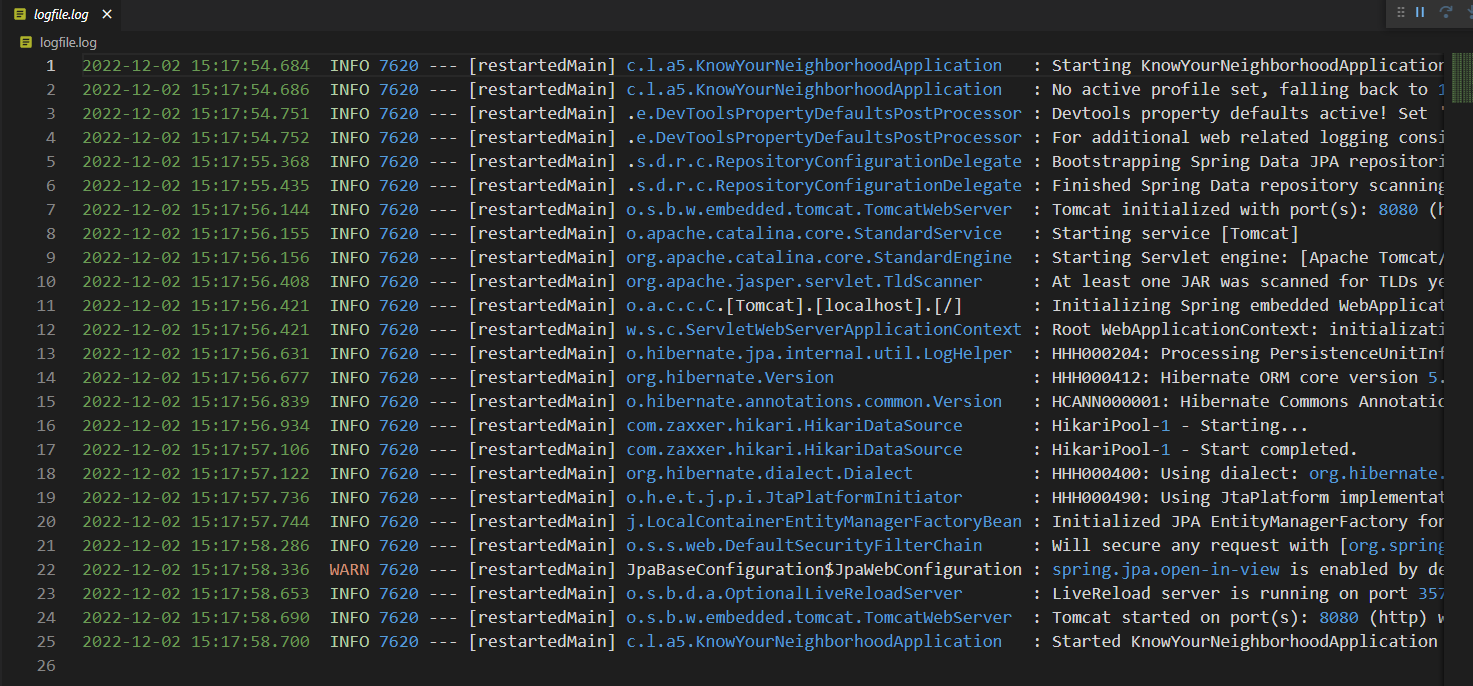 logfile.log
logfile.log
1 2022-12-02 15:17:54.684 INFO 7620 --- [restartedMain] c.l.a5.KnowYourNeighborhoodApplication : Starting KnowYourNeighborhoodApplication
2 2022-12-02 15:17:54.686 INFO 7620 --- [restartedMain] c.l.a5.KnowYourNeighborhoodApplication : No active profile set, falling back to 1
3 2022-12-02 15:17:54.751 INFO 7620 --- [restartedMain] .e.DevToolsPropertyDefaultsPostProcessor : Devtools property defaults active! Set '
4 2022-12-02 15:17:54.752 INFO 7620 --- [restartedMain] .e.DevToolsPropertyDefaultsPostProcessor : For additional web related logging consi
5 2022-12-02 15:17:55.368 INFO 7620 --- [restartedMain] .s.d.r.c.RepositoryConfigurationDelegate : Bootstrapping Spring Data JPA repositori
6 2022-12-02 15:17:55.435 INFO 7620 --- [restartedMain] .s.d.r.c.RepositoryConfigurationDelegate : Finished Spring Data repository scanning
7 2022-12-02 15:17:56.144 INFO 7620 --- [restartedMain] o.s.b.w.embedded.tomcat.TomcatWebServer : Tomcat initialized with port(s): 8080 (h
8 2022-12-02 15:17:56.155 INFO 7620 --- [restartedMain] o.apache.catalina.core.StandardService : Starting service [Tomcat]
9 2022-12-02 15:17:56.156 INFO 7620 --- [restartedMain] org.apache.catalina.core.StandardEngine : Starting Servlet engine: [Apache Tomcat/
10 2022-12-02 15:17:56.408 INFO 7620 --- [restartedMain] org.apache.jasper.servlet.TldScanner : At least one JAR was scanned for TLDs ye
11 2022-12-02 15:17:56.421 INFO 7620 --- [restartedMain] o.a.c.c.C.[Tomcat].[localhost].[/] : Initializing Spring embedded WebApplicat
12 2022-12-02 15:17:56.421 INFO 7620 --- [restartedMain] w.s.c.ServletWebServerApplicationContext : Root WebApplicationContext: initializati
13 2022-12-02 15:17:56.631 INFO 7620 --- [restartedMain] o.hibernate.jpa.internal.util.LogHelper : HHH000204: Processing PersistenceUnitInf
14 2022-12-02 15:17:56.677 INFO 7620 --- [restartedMain] org.hibernate.Version : HHH000412: Hibernate ORM core version 5.
15 2022-12-02 15:17:56.839 INFO 7620 --- [restartedMain] o.hibernate.annotations.common.Version : HCANN000001: Hibernate Commons Annotatio
16 2022-12-02 15:17:56.934 INFO 7620 --- [restartedMain] com.zaxxer.hikari.HikariDataSource : HikariPool-1 - Starting...
17 2022-12-02 15:17:57.106 INFO 7620 --- [restartedMain] com.zaxxer.hikari.HikariDataSource : HikariPool-1 - Start completed.
18 2022-12-02 15:17:57.122 INFO 7620 --- [restartedMain] org.hibernate.dialect.Dialect : HHH000400: Using dialect: org.hibernate.
19 2022-12-02 15:17:57.736 INFO 7620 --- [restartedMain] o.h.e.t.j.p.i.JtaPlatformInitiator : HHH000490: Using JtaPlatform implementat
20 2022-12-02 15:17:57.744 INFO 7620 --- [restartedMain] j.LocalContainerEntityManagerFactoryBean : Initialized JPA EntityManagerFactory for
21 2022-12-02 15:17:58.286 INFO 7620 --- [restartedMain] o.s.s.web.DefaultSecurityFilterChain : Will secure any request with [org.spring
22 2022-12-02 15:17:58.336 WARN 7620 --- [restartedMain] JpaBaseConfiguration$JpaWebConfiguration : spring.jpa.open-in-view is enabled by de
23 2022-12-02 15:17:58.653 INFO 7620 --- [restartedMain] o.s.b.d.a.OptionalLiveReloadServer : LiveReload server is running on port 357
24 2022-12-02 15:17:58.690 INFO 7620 --- [restartedMain] o.s.b.w.embedded.tomcat.TomcatWebServer : Tomcat started on port(s): 8080 (http) w
25 2022-12-02 15:17:58.700 INFO 7620 --- [restartedMain] c.l.a5.KnowYourNeighborhoodApplication : Started KnowYourNeighborhoodApplication
26